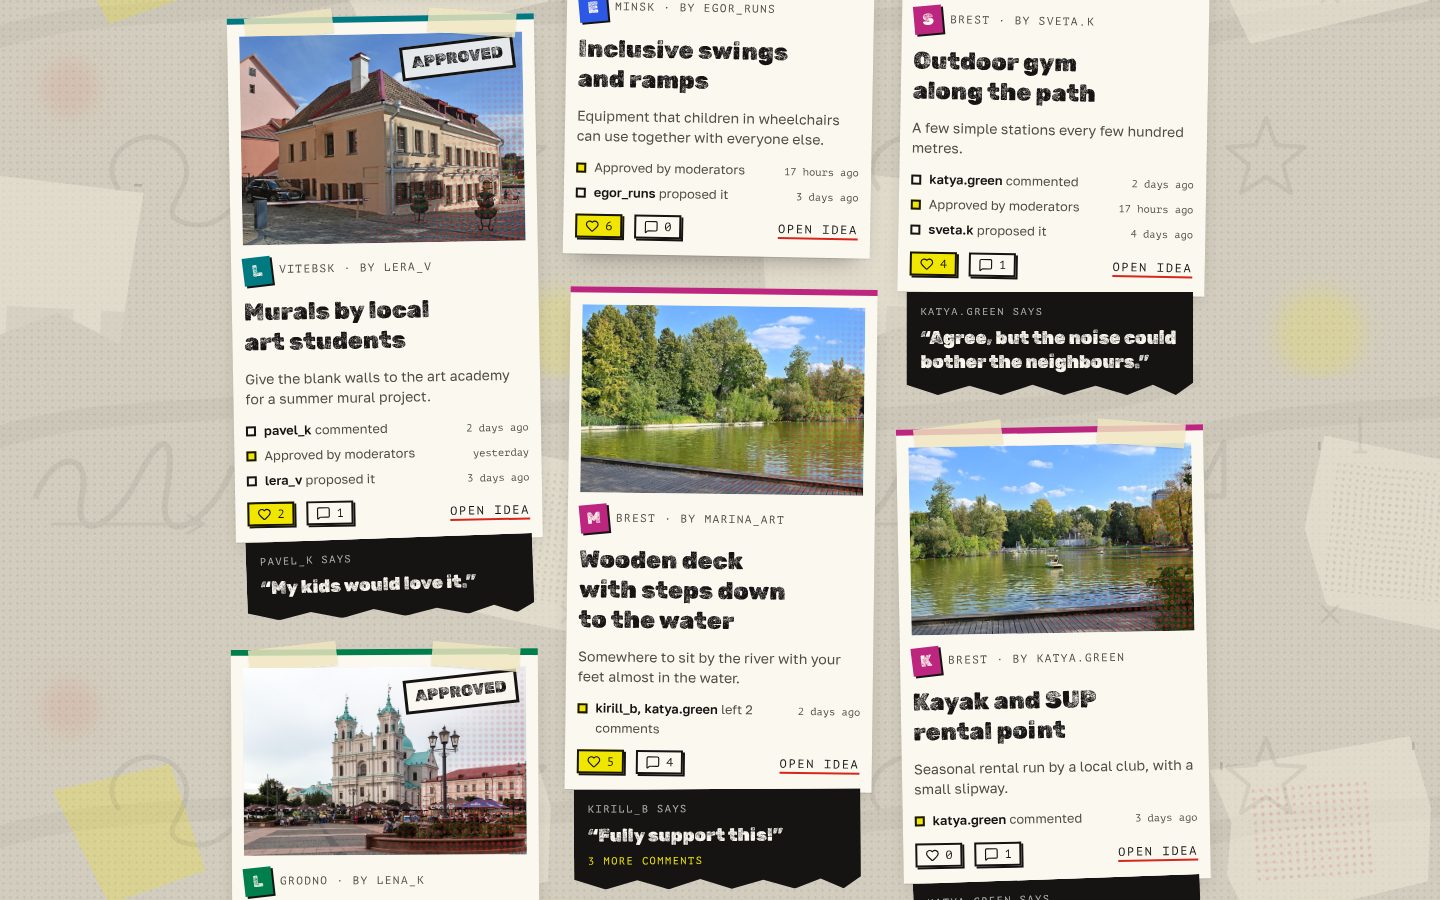 APPROVED
L
VITEBSK · BY LERA_V
Murals by local
art students
Give the blank walls to the art academy
for a summer mural project.
pavel_k commented 2 days ago
Approved by moderators yesterday
lera_v proposed it 3 days ago
2 1 OPEN IDEA
PAVEL_K SAYS
“My kids would love it.”
APPROVED
L
GRODNO · BY LENA_K
E
MINSK · BY EGOR_RUNS
Inclusive swings
and ramps
Equipment that children in wheelchairs
can use together with everyone else.
Approved by moderators 17 hours ago
egor_runs proposed it 3 days ago
6 0 OPEN IDEA
M
BREST · BY MARINA_ART
Wooden deck
with steps down
to the water
Somewhere to sit by the river with your
feet almost in the water.
kirill_b, katya.green left 2 2 days ago
comments
5 4 OPEN IDEA
KIRILL_B SAYS
“Fully support this!”
3 MORE COMMENTS
S
BREST · BY SVETA.K
Outdoor gym
along the path
A few simple stations every few hundred
metres.
katya.green commented 2 days ago
Approved by moderators 17 hours ago
sveta.k proposed it 4 days ago
4 1 OPEN IDEA
KATYA.GREEN SAYS
“Agree, but the noise could
bother the neighbours.”
K
BREST · BY KATYA.GREEN
Kayak and SUP
rental point
Seasonal rental run by a local club, with a
small slipway.
katya.green commented 3 days ago
0 1 OPEN IDEA
KATYA.GREEN SAYS